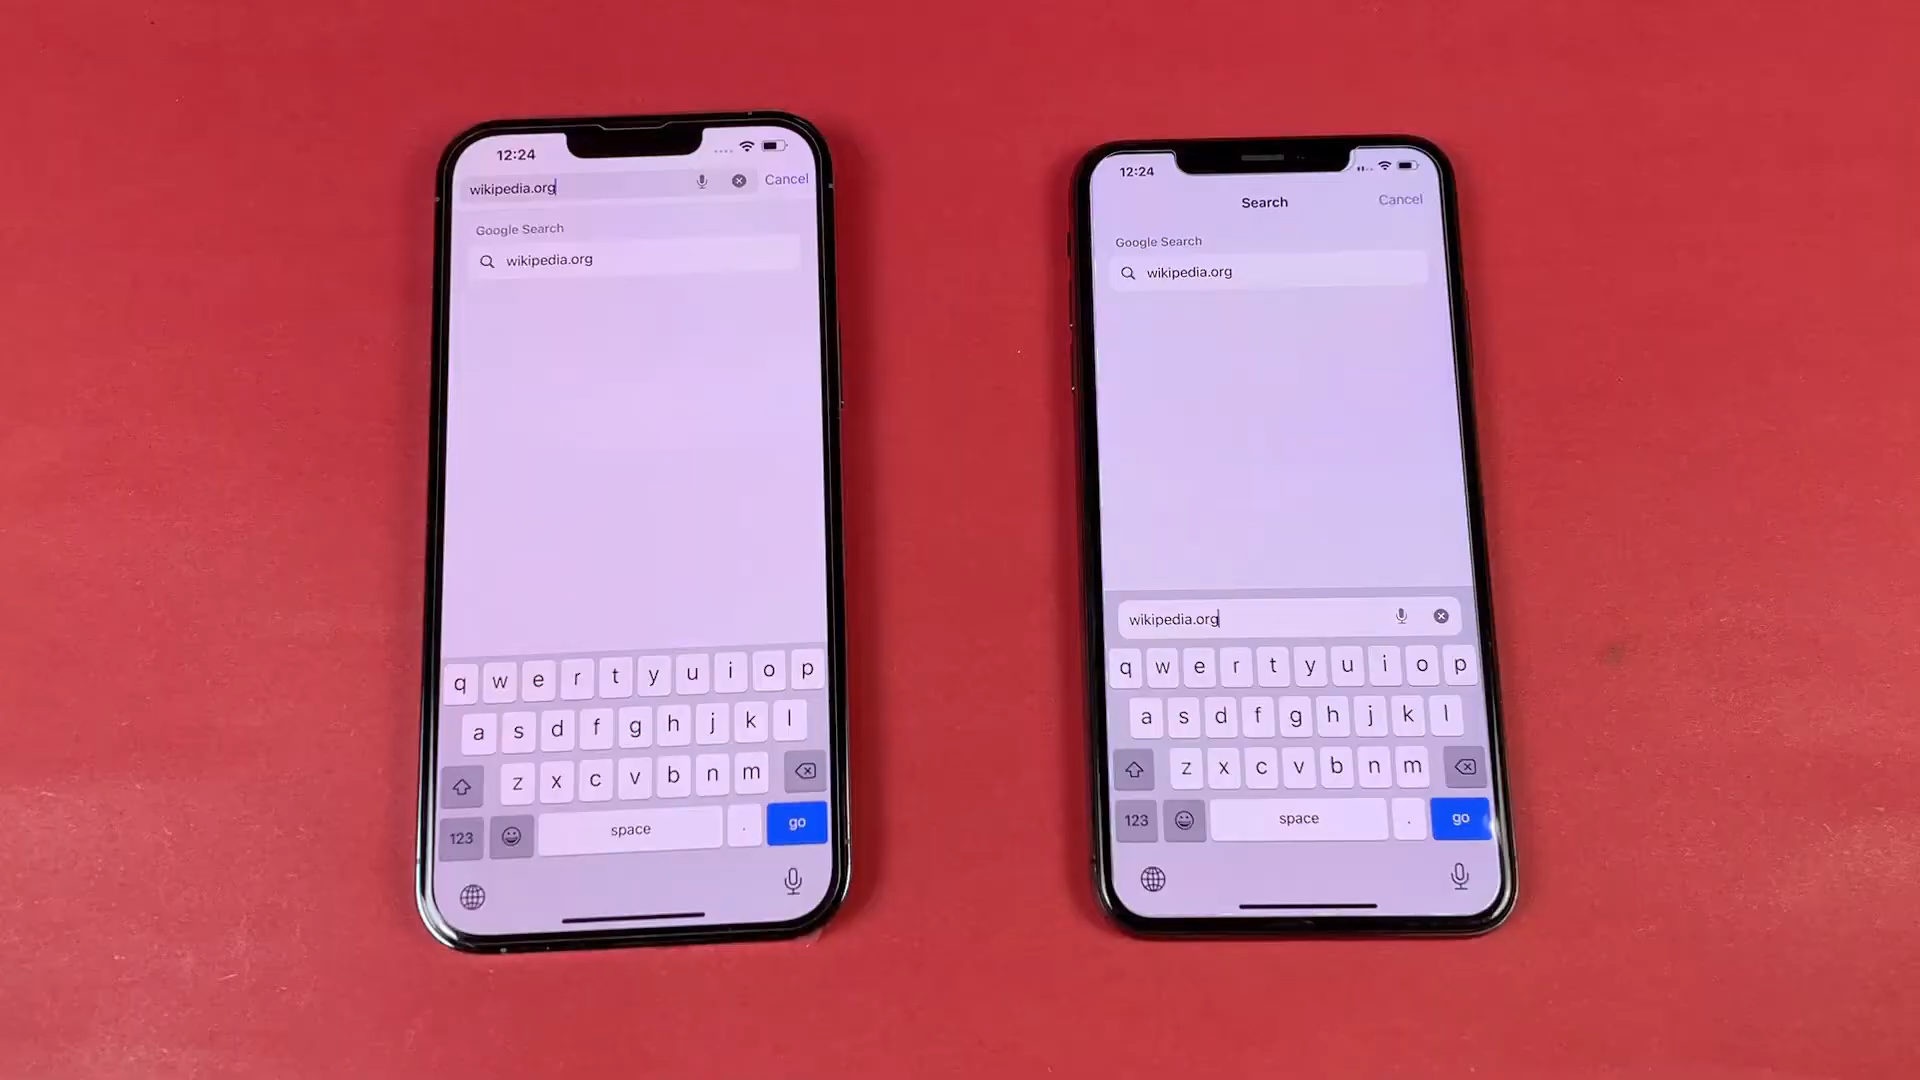 12:24
wikipedia.org
Cancel
Google Search
wikipedia.org
q w e r t y u i o p
a s d f g h j k l
z x c v b n m
123
space
.
go
12:24
Search
Cancel
Google Search
wikipedia.org
wikipedia.org
q w e r t y u i o p
a s d f g h j k l
z x c v b n m
123
space
.
go